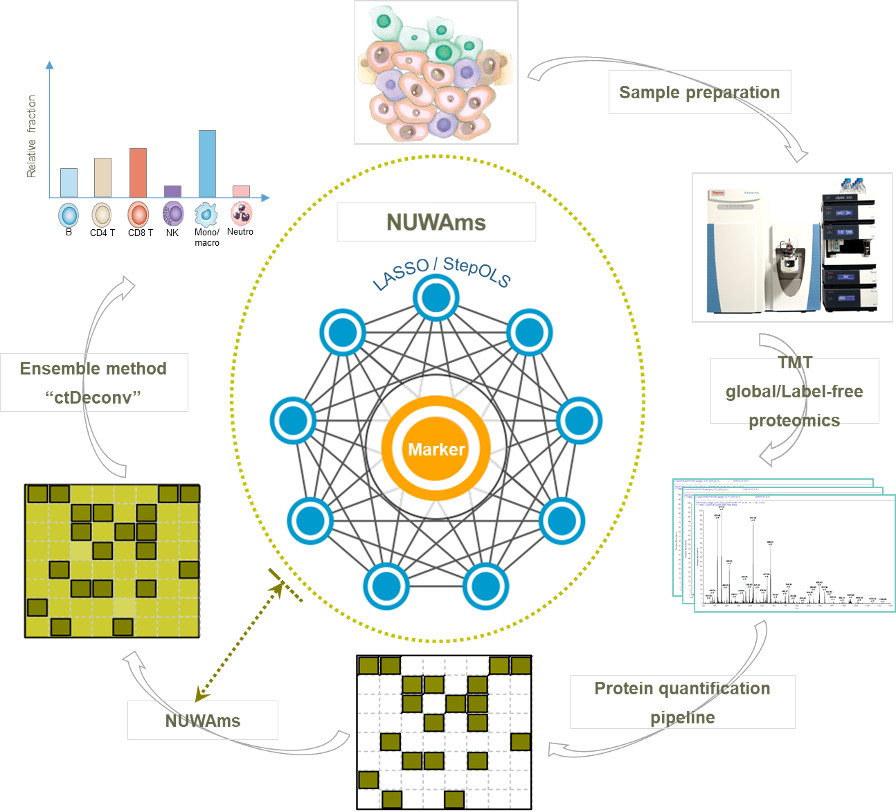 Sample preparation
Relative fraction
B
CD4 T
CD8 T
NK
Mono/
macro
Neutro
NUWAms
LASSO / StepOLS
Marker
TMT
global/Label-free
proteomics
Ensemble method
“ctDeconv”
Protein quantification
pipeline
NUWAms